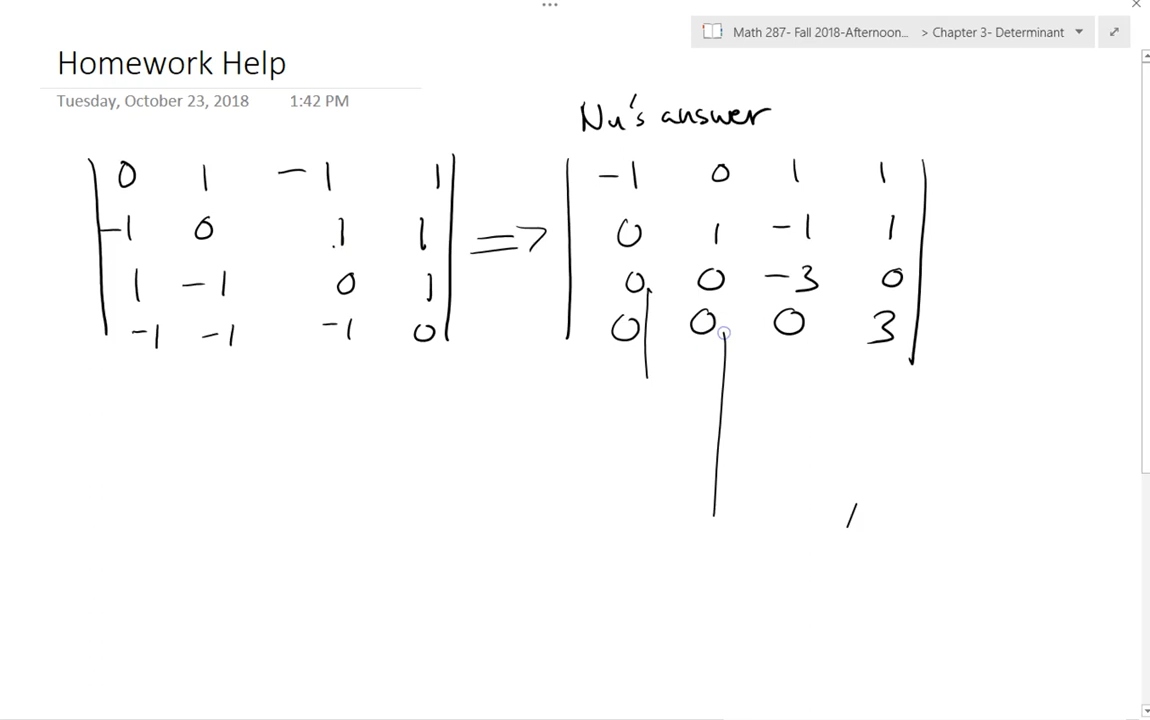 Math 287- Fall 2018-Afternoon... > Chapter 3- Determinant
Homework Help
Tuesday, October 23, 2018 1:42 PM
Nu's answer
| 0 1 -1 1 | => | -1 0 1 1 |
| -1 0 1 1 | | 0 1 -1 1 |
| 1 -1 0 1 | | 0 0 -3 0 |
| -1 -1 -1 0 | | 0 0 0 3 |